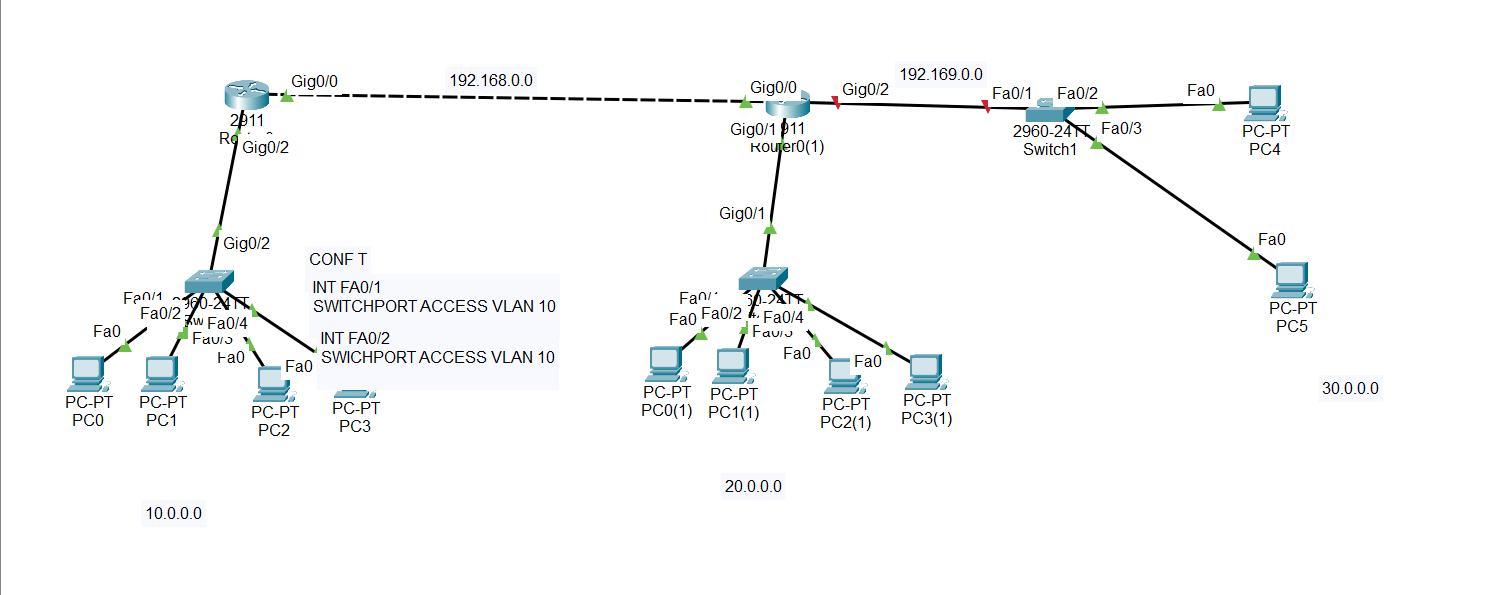 192.168.0.0
192.169.0.0
Gig0/0
Gig0/0
Gig0/2
Fa0/1
Fa0/2
Fa0
2911
Gig0/2
Gig0/1
911
Router0(1)
2960-24TT
Switch1
Fa0/3
PC-PT
PC4
Gig0/1
Gig0/2
Fa0
CONF T
INT FA0/1
SWITCHPORT ACCESS VLAN 10
INT FA0/2
SWICHPORT ACCESS VLAN 10
PC-PT
PC5
Fa0/1
Fa0/2
Fa0/4
Fa0/3
Fa0
Fa0
Fa0
PC-PT
PC0
PC-PT
PC1
PC-PT
PC2
PC-PT
PC3
Fa0/2
Fa0/4
Fa0/3
Fa0
Fa0
Fa0
PC-PT
PC0(1)
PC-PT
PC1(1)
PC-PT
PC2(1)
PC-PT
PC3(1)
30.0.0.0
20.0.0.0
10.0.0.0